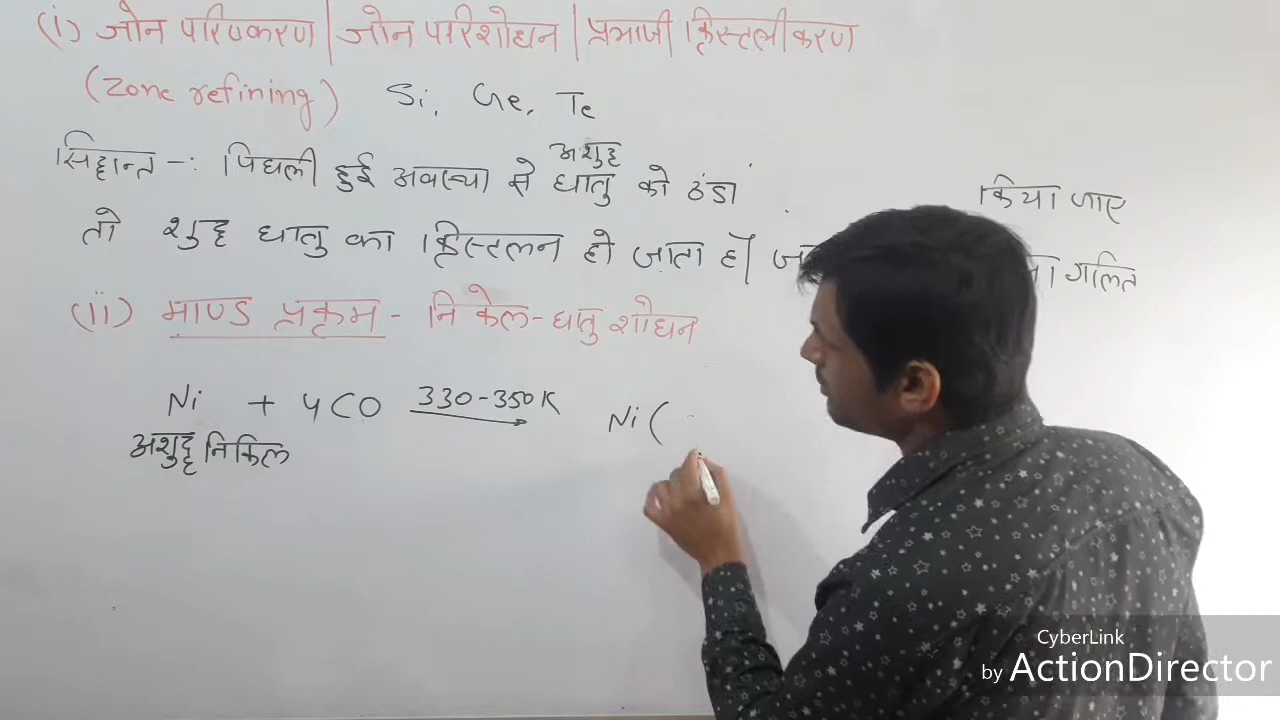 (i) जोन परिष्करण | जोन परिशोधन | प्रभाजी क्रिस्टलीकरण
(Zone refining) Si, Ge, Te
सिद्दान्त -: पिघली हुई अवस्था से अशुद्द धातु को ठंडा किया जाए
तो शुद्द धातु का क्रिस्टलन हो जाता है| गलित
(ii) माण्ड प्रक्रम - निकेल-धातु शोधन
Ni + 4CO 330-350K Ni(
अशुद्द निकिल
CyberLink
by ActionDirector